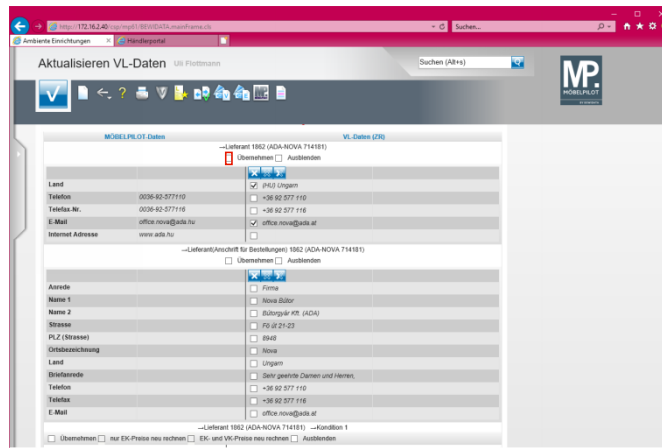 http://172.16.2.40/csp/mp61/BEWIDATA.mainFrame.cls
Suchen...
Ambiente Einrichtungen
Händlerportal
Aktualisieren VL-Daten Uli Flottmann
Suchen (Alt+s)
MP.
MÖBELPILOT
MÖBELPILOT-Daten VL-Daten (ZR)
→Lieferant 1862 (ADA-NOVA 714181)
Übernehmen Ausblenden
Land (HU) Ungarn
Telefon 0036-92-577110 +36 92 577 110
Telefax-Nr. 0036-92-577116 +36 92 577 116
E-Mail office.nova@ada.hu office.nova@ada.at
Internet Adresse www.ada.hu
→Lieferant(Anschrift für Bestellungen) 1862 (ADA-NOVA 714181)
Übernehmen Ausblenden
Anrede Firma
Name 1 Nova Bútor
Name 2 Bútorgyár Kft. (ADA)
Strasse Fö út 21-23
PLZ (Strasse) 8948
Ortsbezeichnung Nova
Land Ungarn
Briefanrede Sehr geehrte Damen und Herren,
Telefon +36 92 577 110
Telefax +36 92 577 116
E-Mail office.nova@ada.at
→Lieferant 1862 (ADA-NOVA 714181) →Kondition 1
Übernehmen nur EK-Preise neu rechnen EK- und VK-Preise neu rechnen Ausblenden